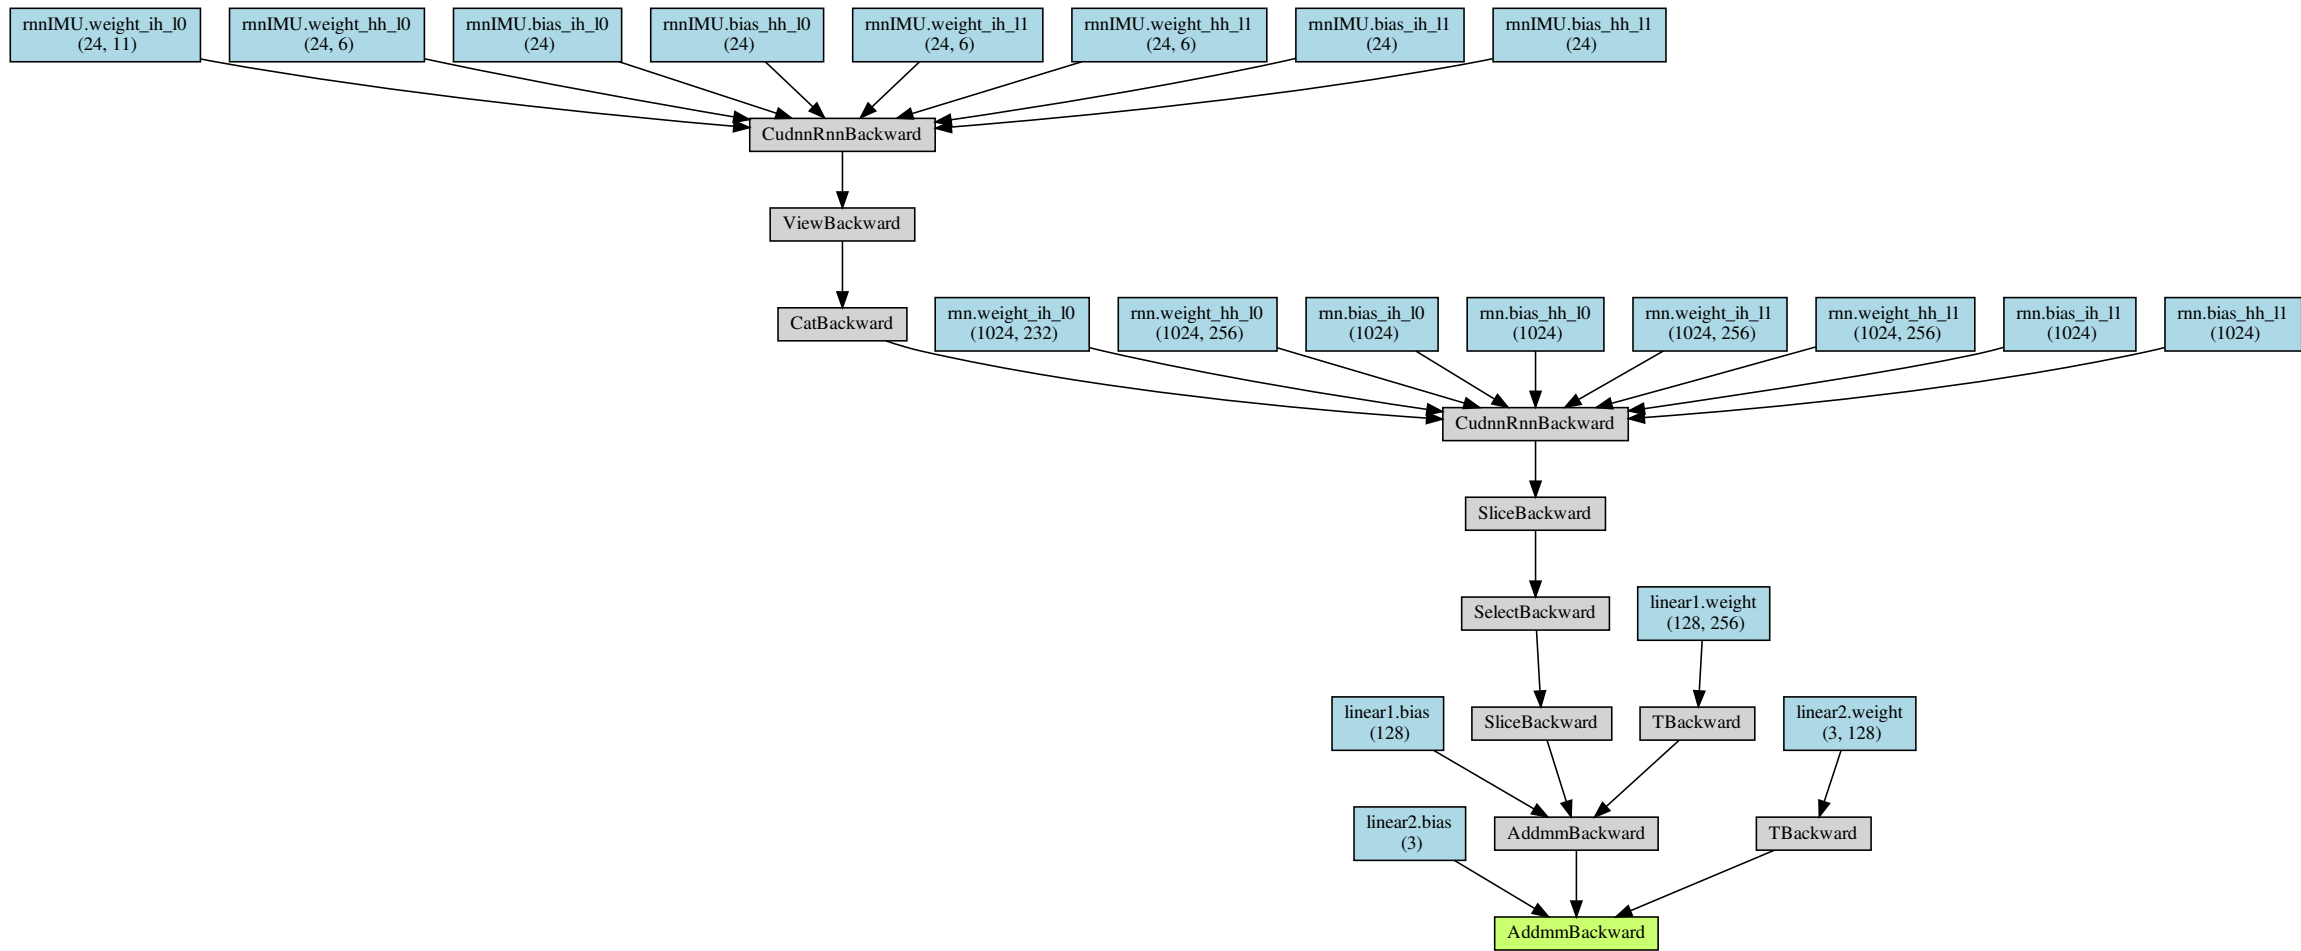 rnnIMU.weight_ih_l0
(24, 11)
rnnIMU.weight_hh_l0
(24, 6)
rnnIMU.bias_ih_l0
(24)
rnnIMU.bias_hh_l0
(24)
rnnIMU.weight_ih_l1
(24, 6)
rnnIMU.weight_hh_l1
(24, 6)
rnnIMU.bias_ih_l1
(24)
rnnIMU.bias_hh_l1
(24)
CudnnRnnBackward
ViewBackward
CatBackward
rnn.weight_ih_l0
(1024, 232)
rnn.weight_hh_l0
(1024, 256)
rnn.bias_ih_l0
(1024)
rnn.bias_hh_l0
(1024)
rnn.weight_ih_l1
(1024, 256)
rnn.weight_hh_l1
(1024, 256)
rnn.bias_ih_l1
(1024)
rnn.bias_hh_l1
(1024)
CudnnRnnBackward
SliceBackward
SelectBackward
linear1.weight
(128, 256)
linear1.bias
(128)
SliceBackward
TBackward
linear2.weight
(3, 128)
linear2.bias
(3)
AddmmBackward
TBackward
AddmmBackward